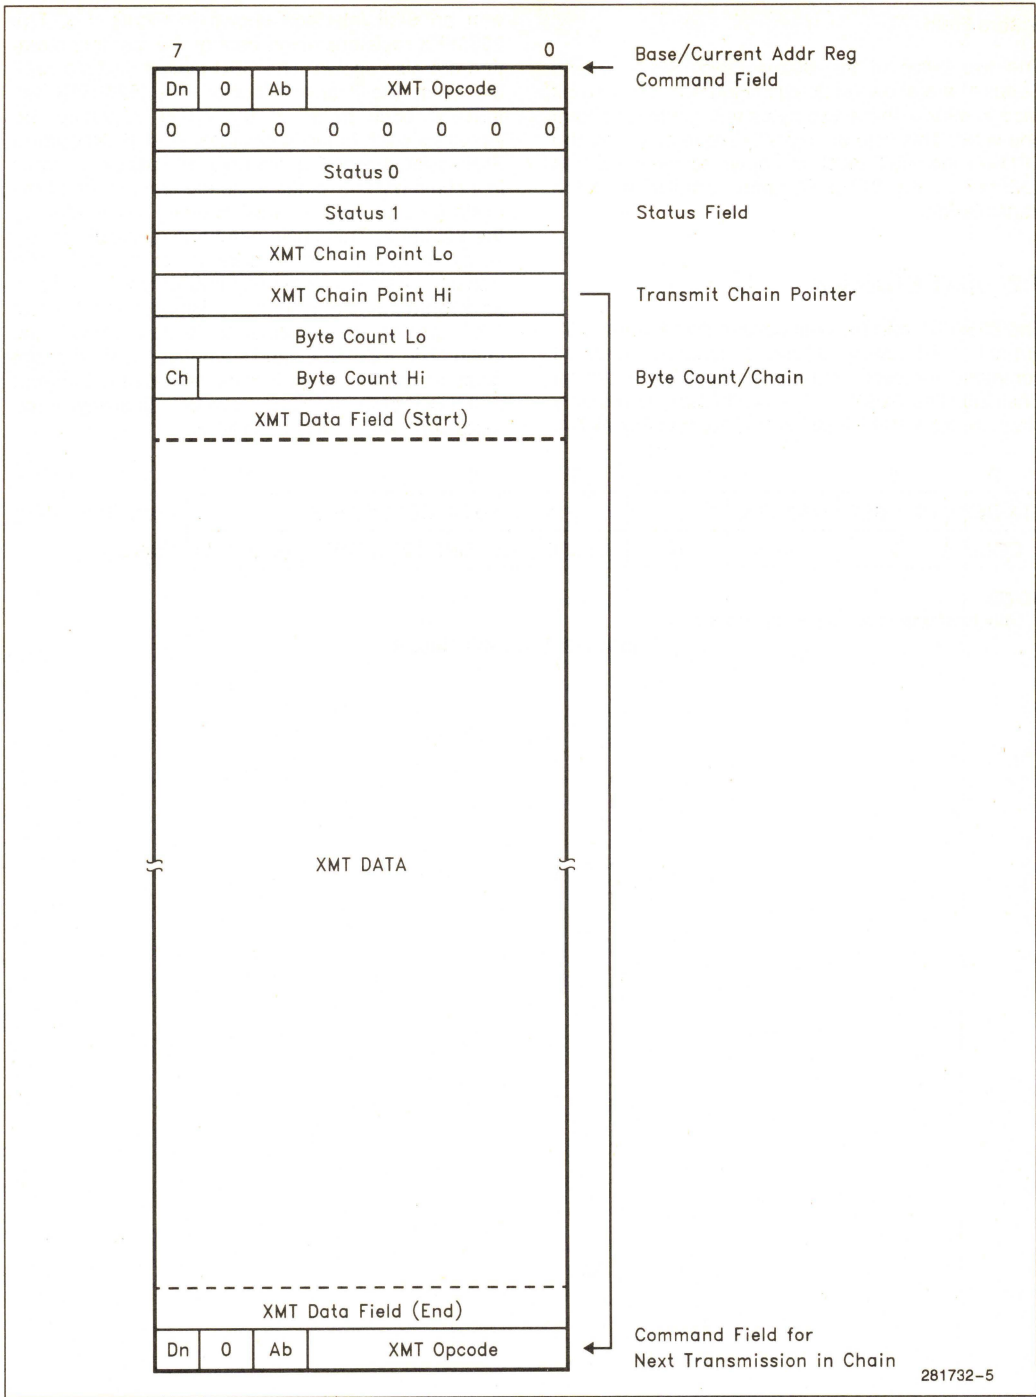 7 0 Base/Current Addr Reg
Command Field
Dn 0 Ab XMT Opcode
0 0 0 0 0 0 0 0
Status 0
Status 1 Status Field
XMT Chain Point Lo
XMT Chain Point Hi Transmit Chain Pointer
Byte Count Lo
Ch Byte Count Hi Byte Count/Chain
XMT Data Field (Start)
XMT DATA
XMT Data Field (End)
Dn 0 Ab XMT Opcode
Command Field for
Next Transmission in Chain
281732-5